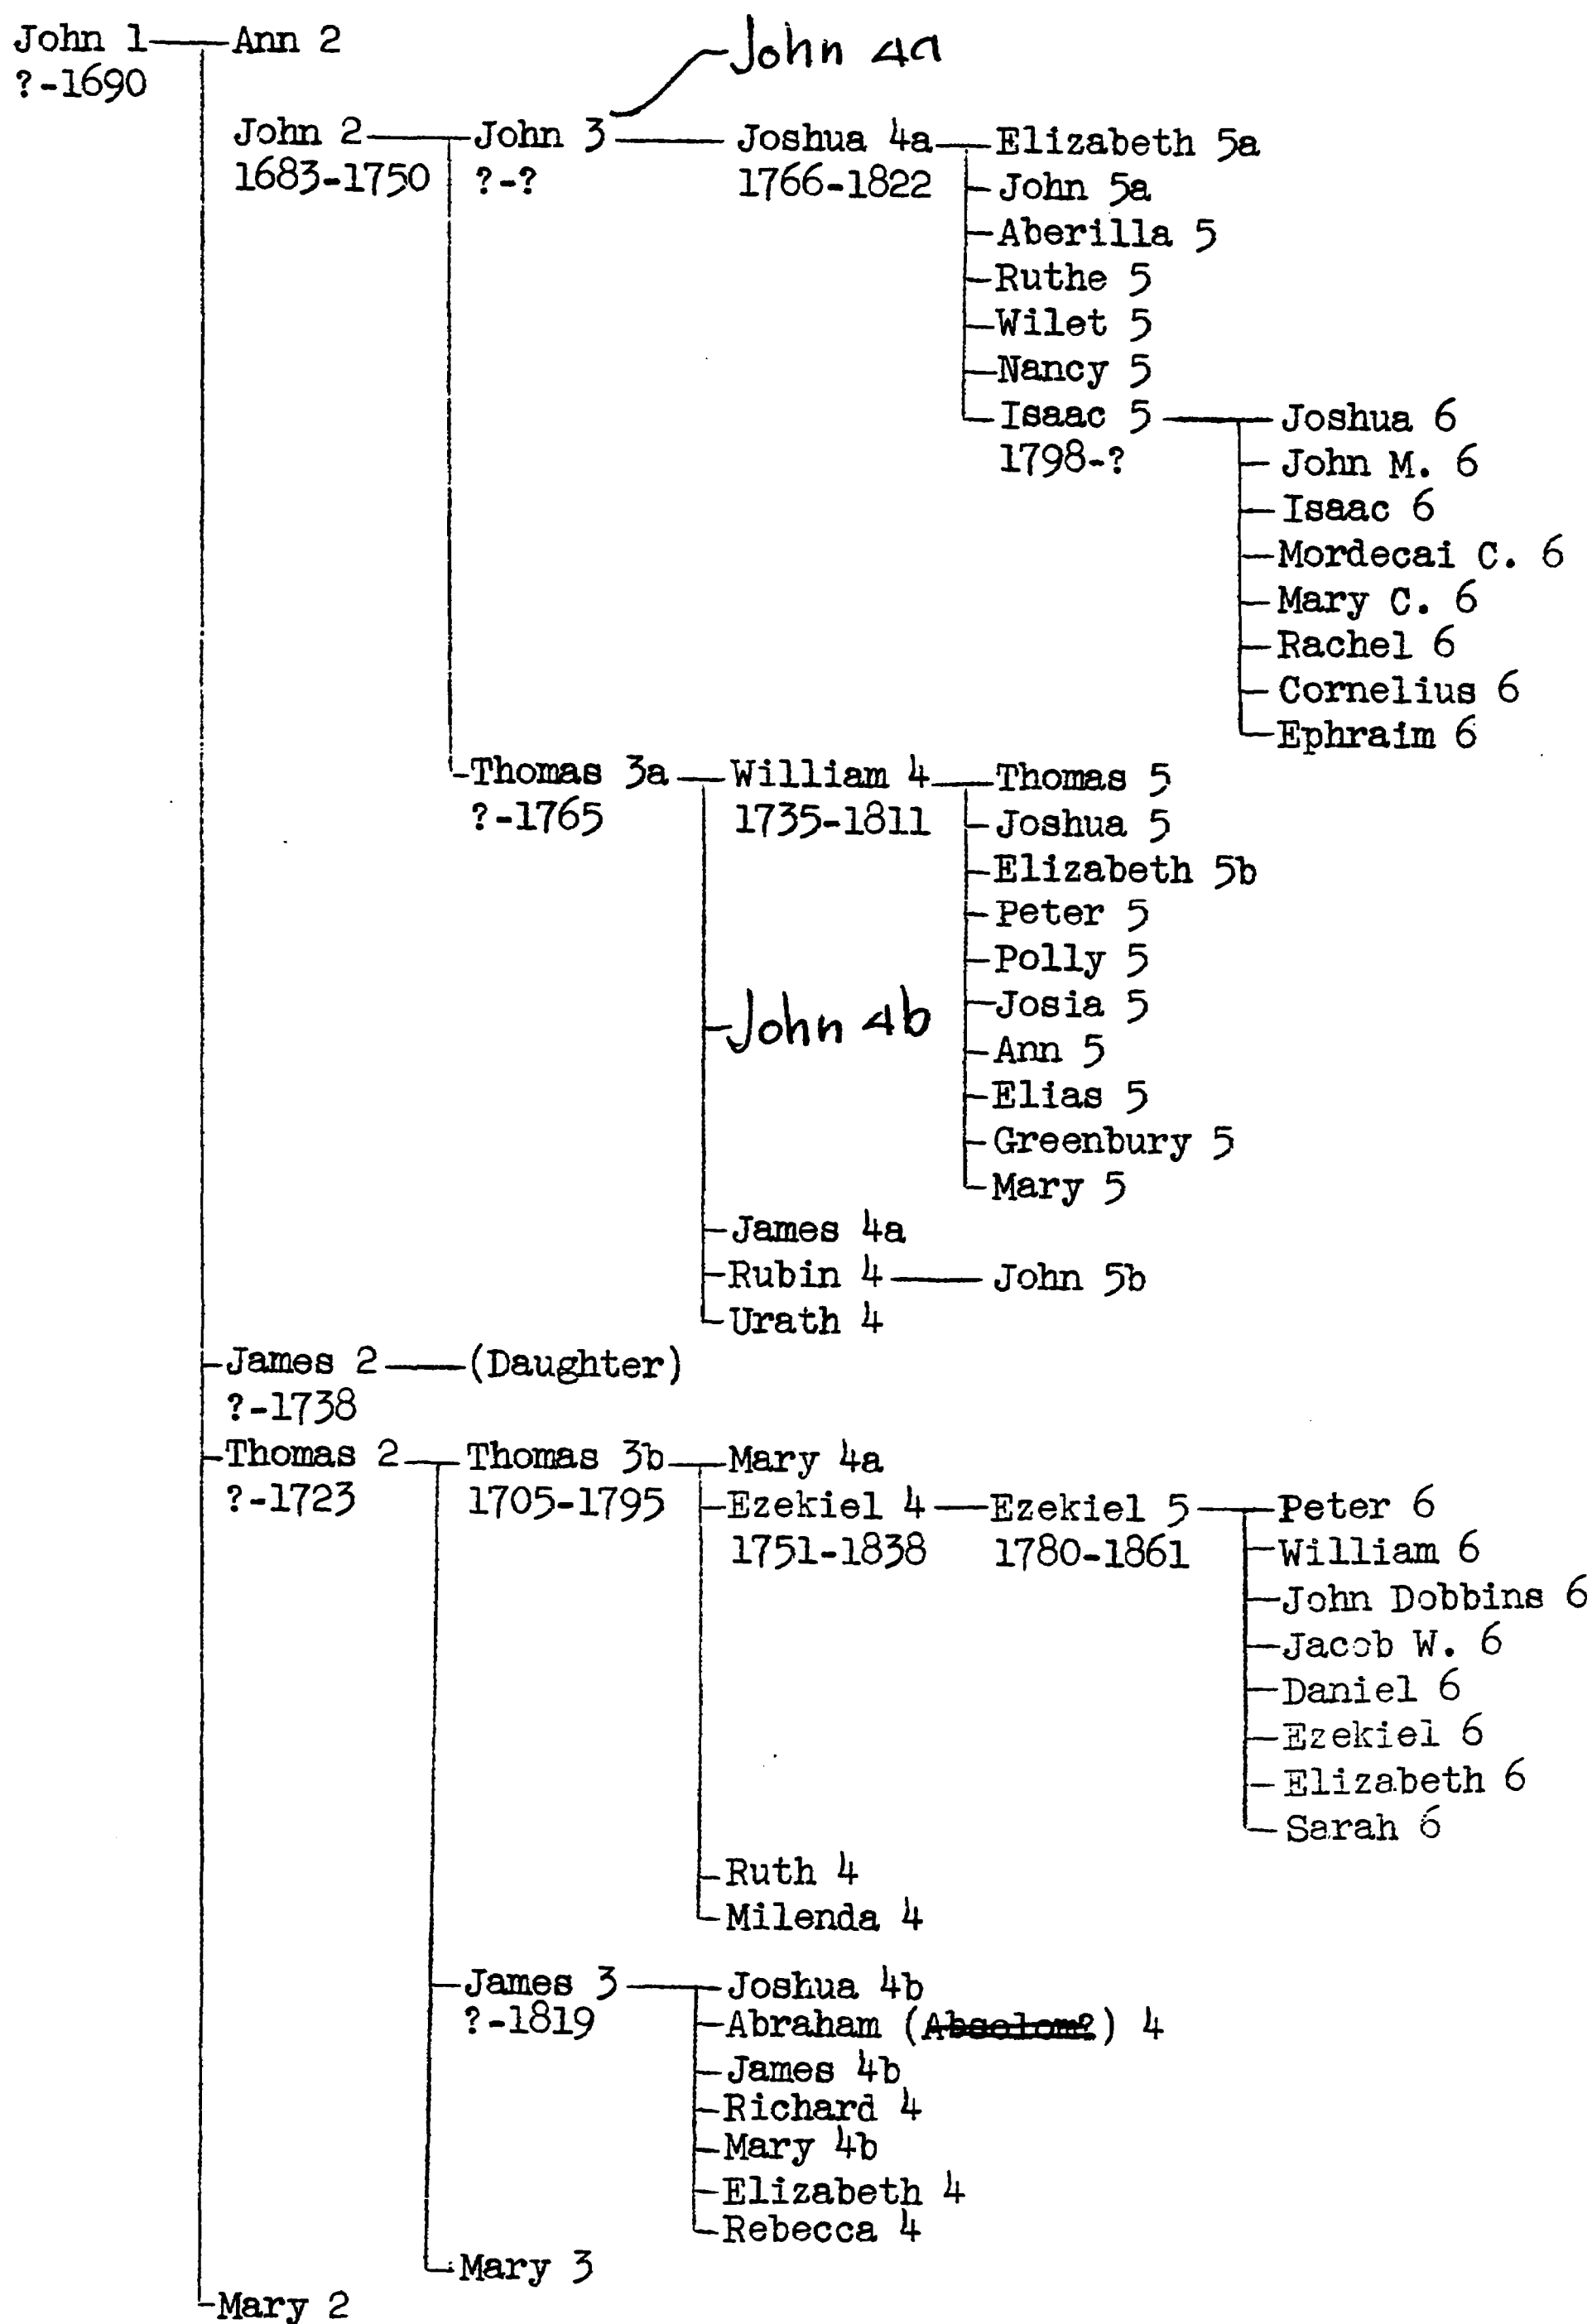 John 1 Ann 2
?-1690
John 4a
John 2 John 3 Joshua 4a Elizabeth 5a
1683-1750 ?-? 1766-1822 John 5a
Aberilla 5
Ruthe 5
Wilet 5
Nancy 5
Isaac 5 Joshua 6
1798-? John M. 6
Isaac 6
Mordecai C. 6
Mary C. 6
Rachel 6
Cornelius 6
Ephraim 6
Thomas 3a William 4 Thomas 5
?-1765 1735-1811 Joshua 5
Elizabeth 5b
Peter 5
Polly 5
Josia 5
John 4b
Ann 5
Elias 5
Greenbury 5
Mary 5
James 4a
Rubin 4 John 5b
Urath 4
James 2 (Daughter)
?-1738
Thomas 2 Thomas 3b Mary 4a
?-1723 1705-1795 Ezekiel 4 Ezekiel 5 Peter 6
1751-1838 1780-1861 William 6
John Dobbins 6
Jacob W. 6
Daniel 6
Ezekiel 6
Elizabeth 6
Sarah 6
Ruth 4
Milenda 4
James 3 Joshua 4b
?-1819 Abraham (Absolom?) 4
James 4b
Richard 4
Mary 4b
Elizabeth 4
Rebecca 4
Mary 3
Mary 2